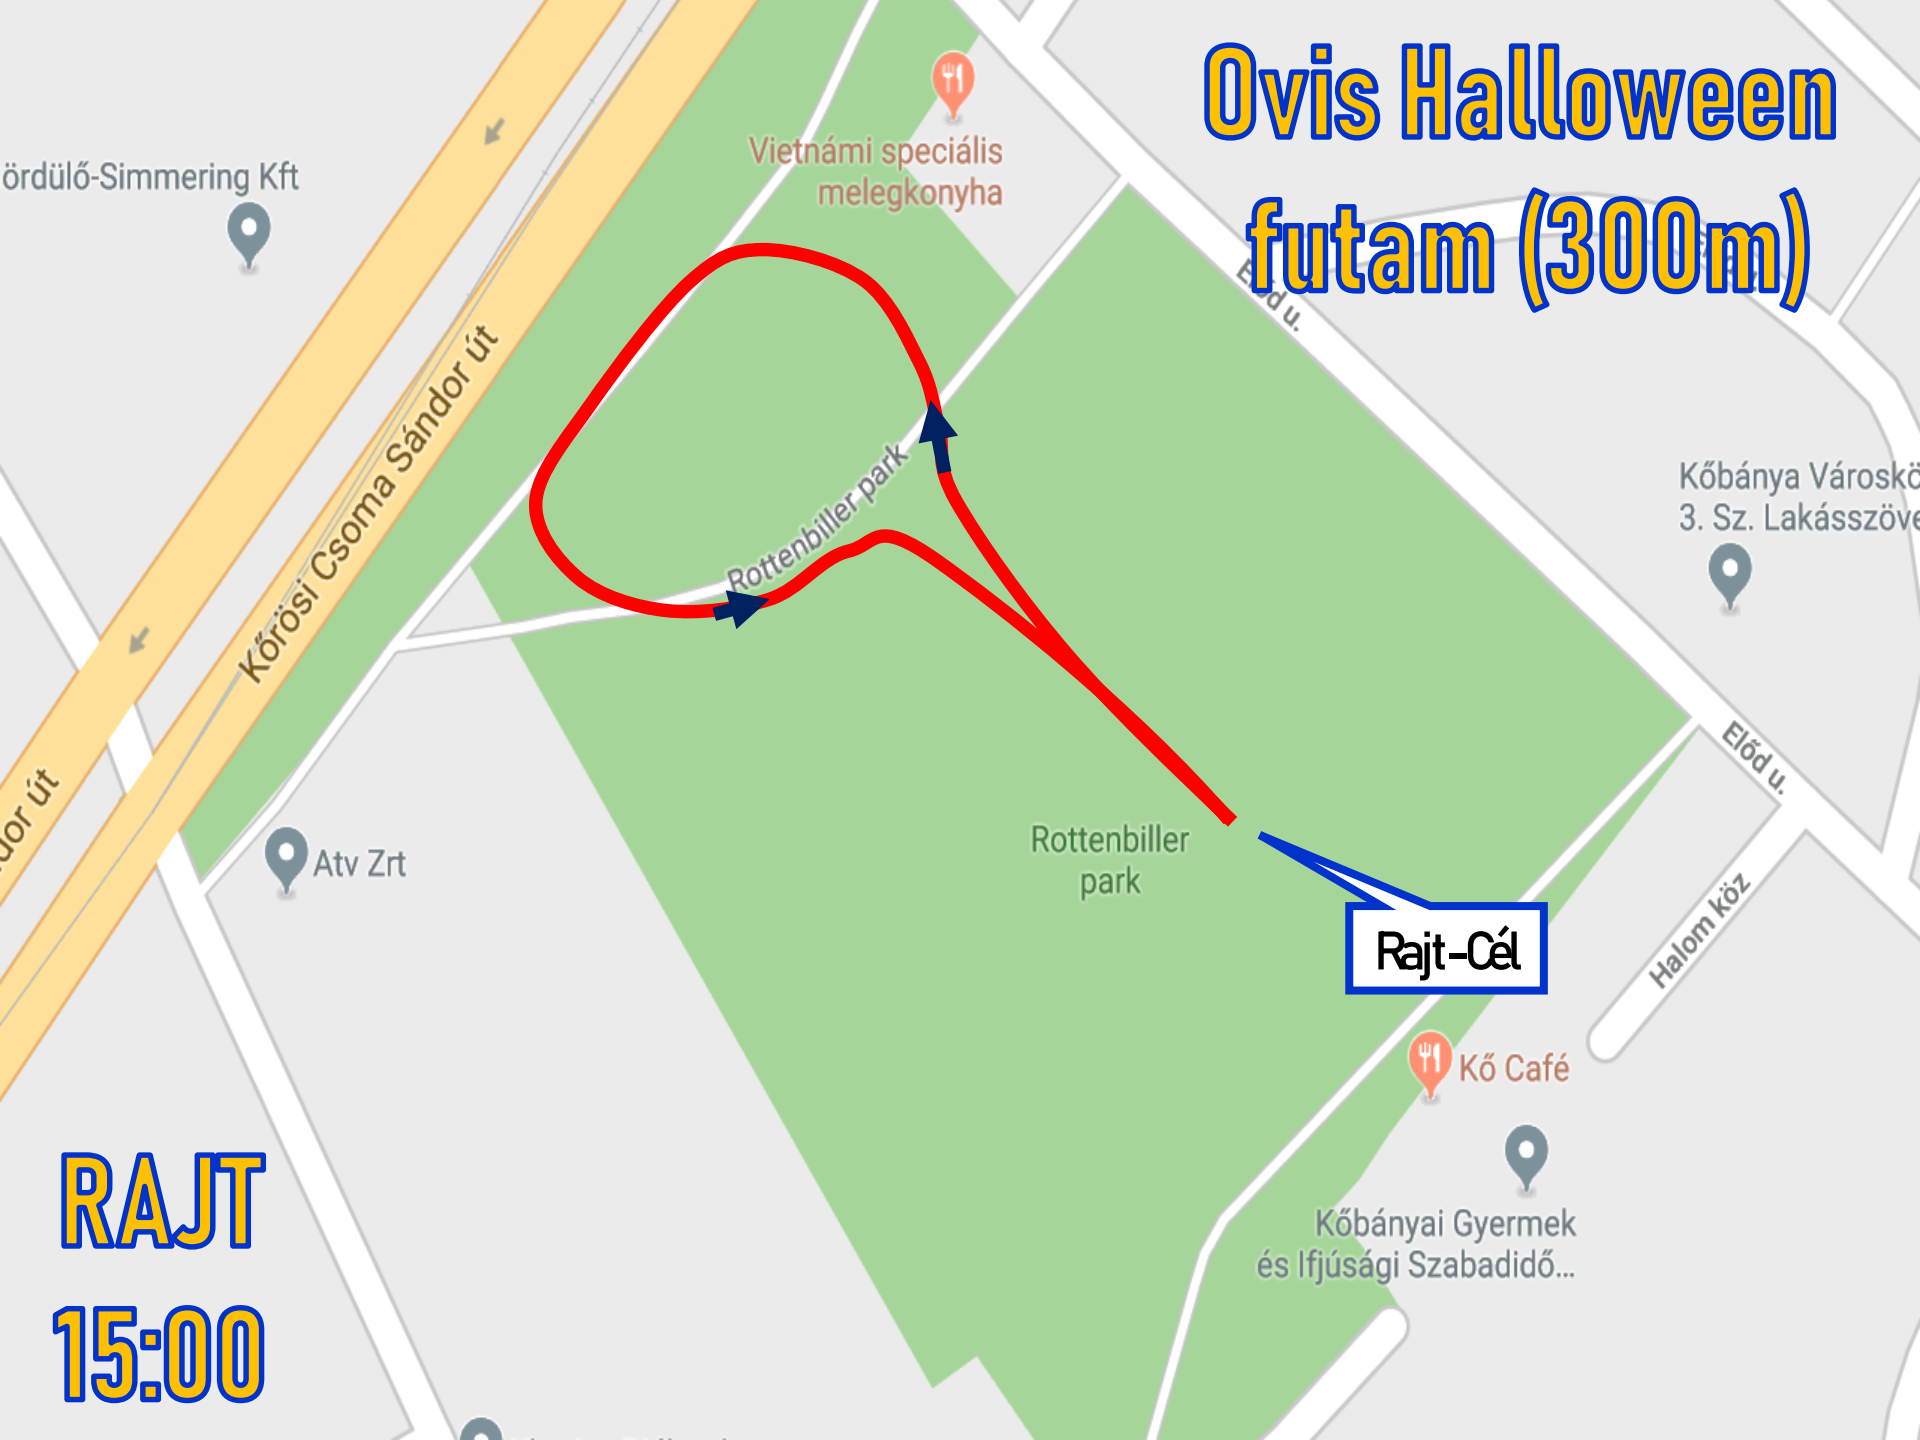 Ovis Halloween
futam (300m)
Vietnámi speciális
melegkonyha
ördülő-Simmering Kft
Előd u.
Kőrösi Csoma Sándor út
Rottenbiller park
Kőbánya Városkö
3. Sz. Lakásszöve
Előd u.
dor út
Atv Zrt
Rottenbiller
park
Rajt-Cél
Halom köz
Kő Café
RAJT
15:00
Kőbányai Gyermek
és Ifjúsági Szabadidő...